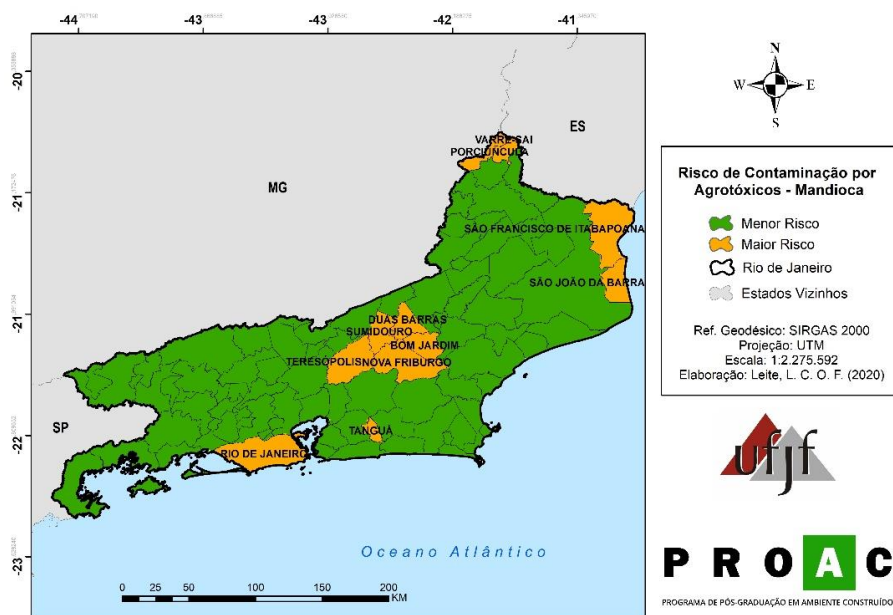 -44
-43
-43
-42
-41
-20
-21
-21
-22
-23
MG
ES
SP
VARRE-SAI
PORCIÚNCULA
SÃO FRANCISCO DE ITABAPOANA
SÃO JOÃO DA BARRA
DUAS BARRAS
SUMIDOURO
BOM JARDIM
TERESÓPOLIS
NOVA FRIBURGO
TANGUÁ
RIO DE JANEIRO
Oceano Atlântico
0 25 50 100 150 200
KM
N
W E
S
Risco de Contaminação por
Agrotóxicos - Mandioca
Menor Risco
Maior Risco
Rio de Janeiro
Estados Vizinhos
Ref. Geodésico: SIRGAS 2000
Projeção: UTM
Escala: 1:2.275.592
Elaboração: Leite, L. C. O. F. (2020)
ufjf
PROAC
PROGRAMA DE PÓS-GRADUAÇÃO EM AMBIENTE CONSTRUÍDO